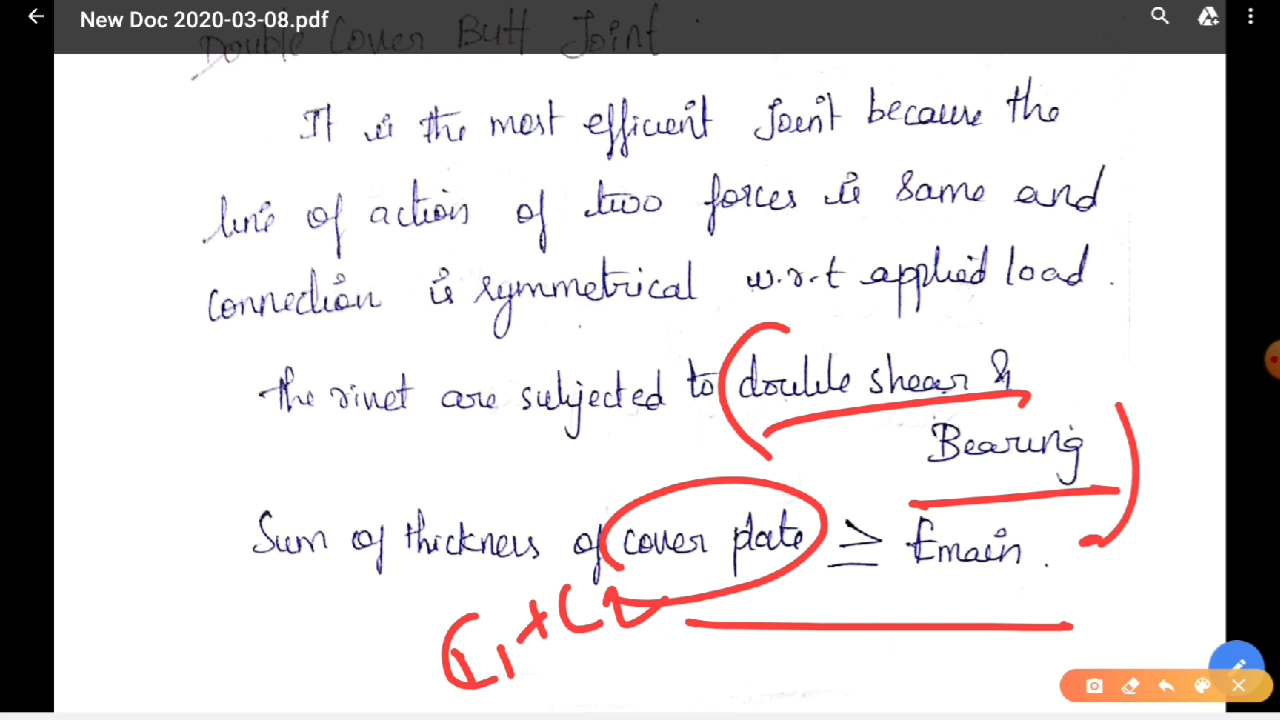 New Doc 2020-03-08.pdf
Double Cover Butt Joint
It is the most efficient Joint because the
line of action of two forces is same and
connection is symmetrical w.r.t applied load.
the rivet are subjected to double shear &
Bearing
Sum of thickness of cover plate ≥ tmain.